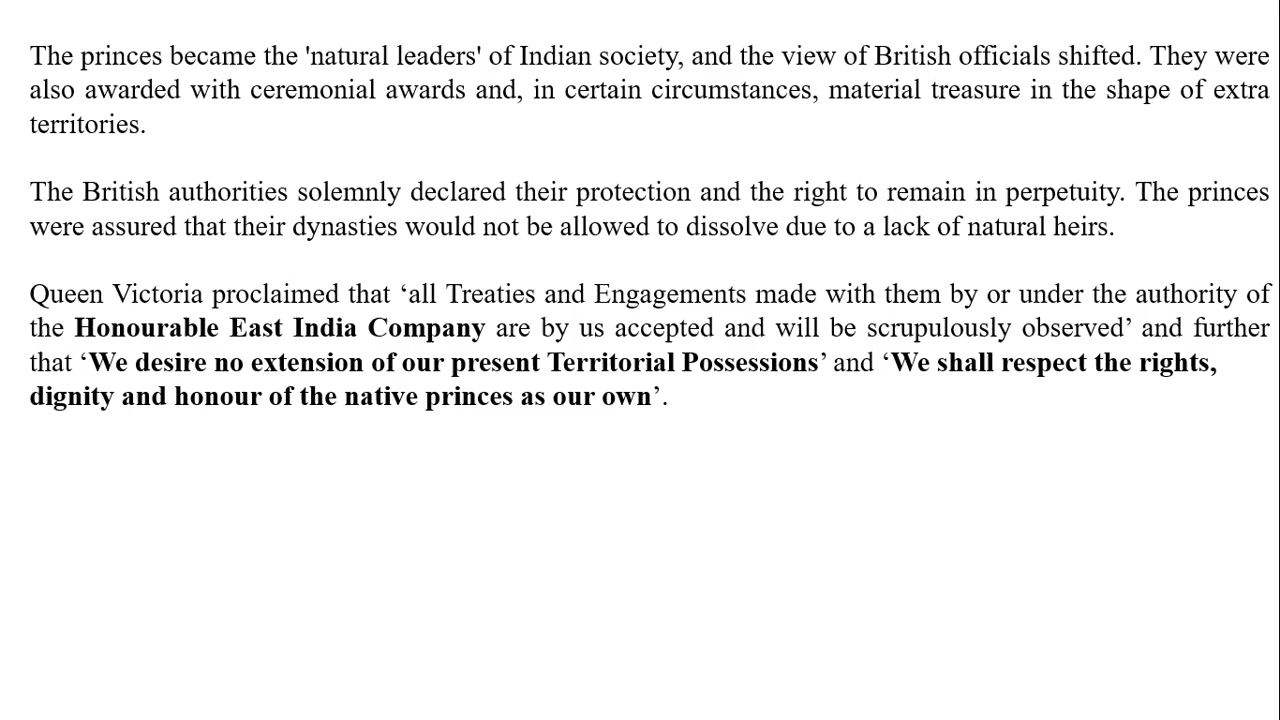 The princes became the 'natural leaders' of Indian society, and the view of British officials shifted. They were
also awarded with ceremonial awards and, in certain circumstances, material treasure in the shape of extra
territories.
The British authorities solemnly declared their protection and the right to remain in perpetuity. The princes
were assured that their dynasties would not be allowed to dissolve due to a lack of natural heirs.
Queen Victoria proclaimed that ‘all Treaties and Engagements made with them by or under the authority of
the Honourable East India Company are by us accepted and will be scrupulously observed’ and further
that ‘We desire no extension of our present Territorial Possessions’ and ‘We shall respect the rights,
dignity and honour of the native princes as our own’.